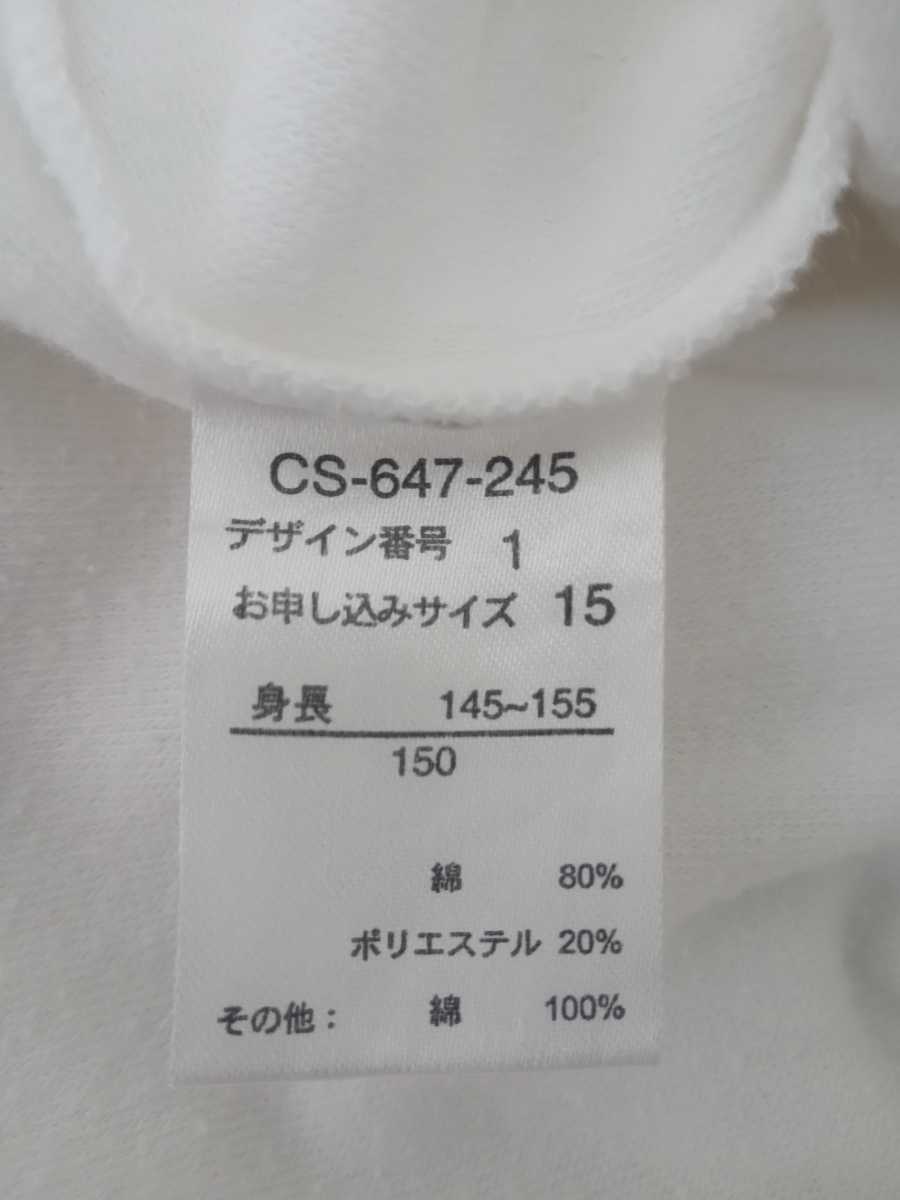 CS-647-245
デザイン番号 1
お申し込みサイズ 15
身長 145~155
150
綿 80%
ポリエステル 20%
その他： 綿 100%